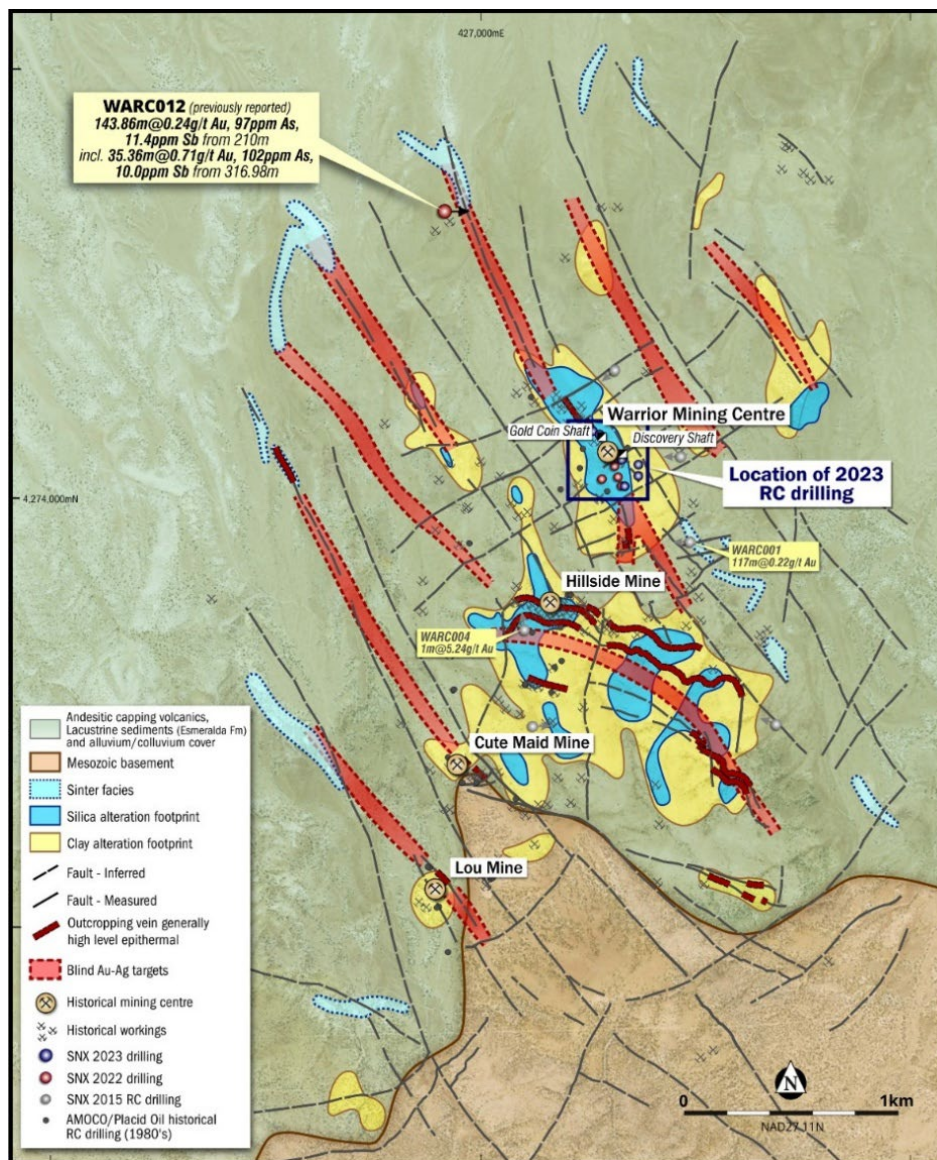 427,000mE
WARC012 (previously reported)
143.86m@0.24g/t Au, 97ppm As,
11.4ppm Sb from 210m
incl. 35.36m@0.71g/t Au, 102ppm As,
10.0ppm Sb from 316.98m
Warrior Mining Centre
Gold Coin Shaft
Discovery Shaft
Location of 2023
RC drilling
4,274,000mN
WARC001
117m@0.22g/t Au
Hillside Mine
WARC004
1m@5.24g/t Au
Cute Maid Mine
Lou Mine
Andesitic capping volcanics,
Lacustrine sediments (Esmeralda Fm)
and alluvium/colluvium cover
Mesozoic basement
Sinter facies
Silica alteration footprint
Clay alteration footprint
Fault - Inferred
Fault - Measured
Outcropping vein generally
high level epithermal
Blind Au-Ag targets
Historical mining centre
Historical workings
SNX 2023 drilling
SNX 2022 drilling
SNX 2015 RC drilling
AMOCO/Placid Oil historical
RC drilling (1980's)
N
0 1km
NAD27.11N